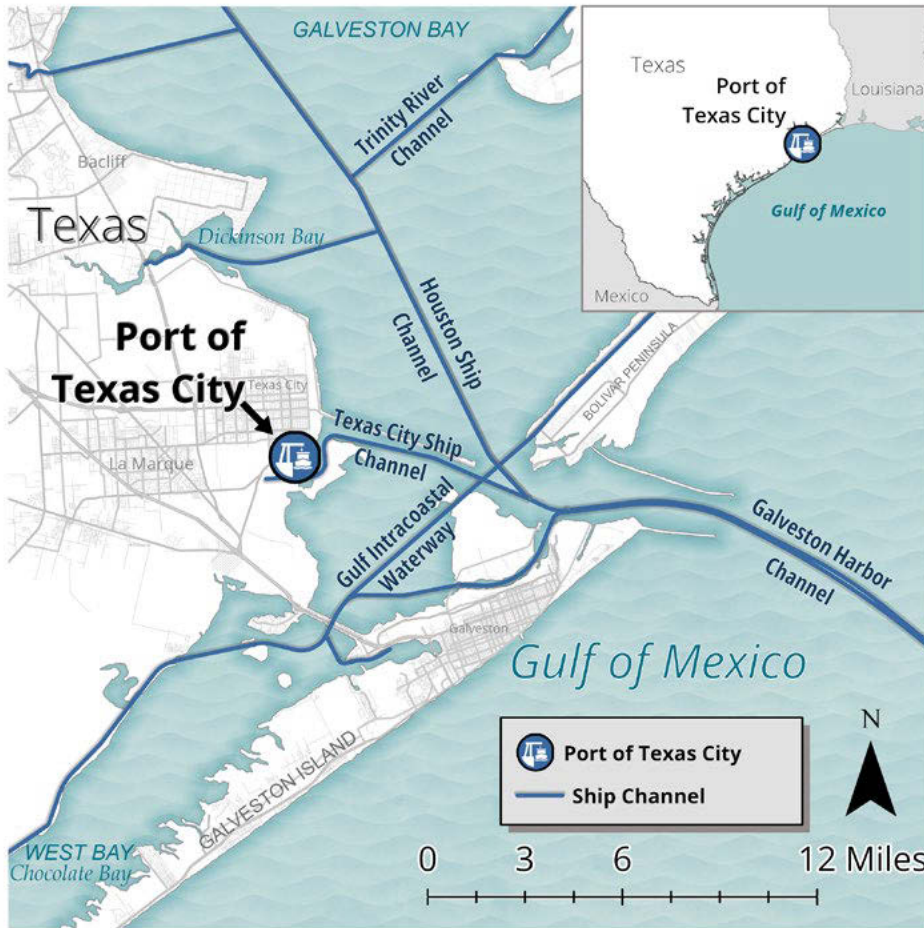 GALVESTON BAY
Trinity River
Channel
Bacliff
Texas
Dickinson Bay
Houston Ship
Channel
Port of
Texas City
Texas City
La Marque
Texas City Ship
Channel
BOLIVAR PENINSULA
Gulf Intracoastal
Waterway
Galveston Harbor
Channel
Galveston
Gulf of Mexico
GALVESTON ISLAND
WEST BAY
Chocolate Bay
Texas
Louisiana
Port of
Texas City
Gulf of Mexico
Mexico
Port of Texas City
Ship Channel
N
0 3 6 12 Miles